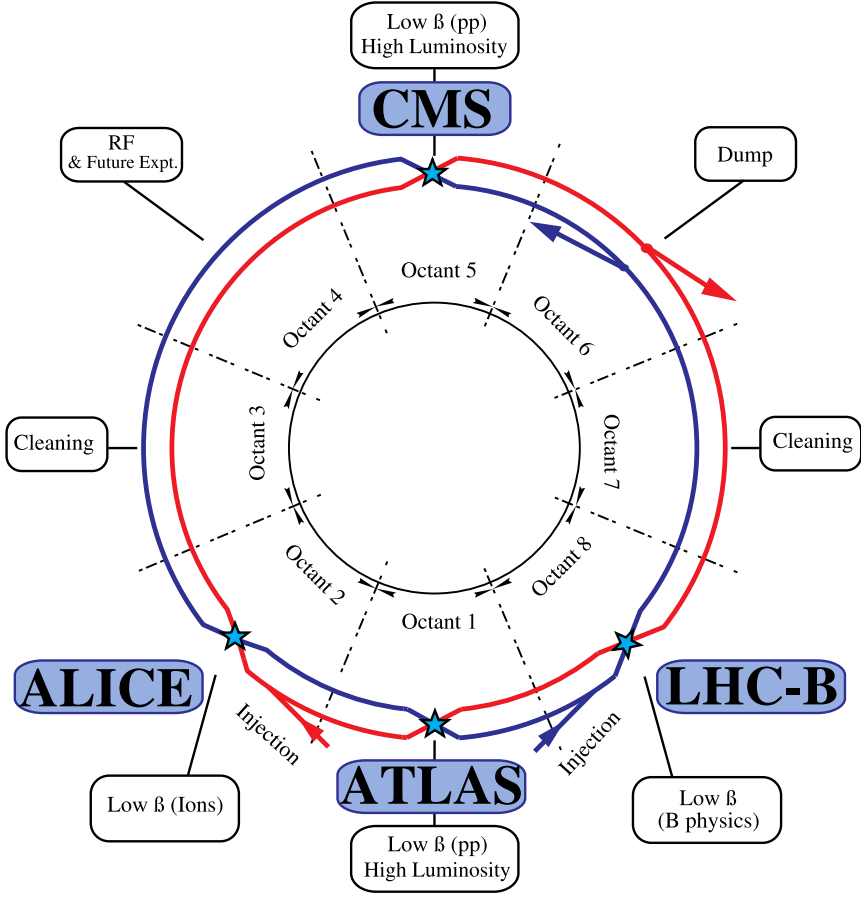 Low ß (pp)
High Luminosity
CMS
RF
& Future Expt.
Dump
Octant 5
Octant 4
Octant 6
Cleaning
Octant 3
Octant 7
Cleaning
Octant 2
Octant 8
Octant 1
ALICE
LHC-B
Injection
Injection
ATLAS
Low ß (Ions)
Low ß
(B physics)
Low ß (pp)
High Luminosity